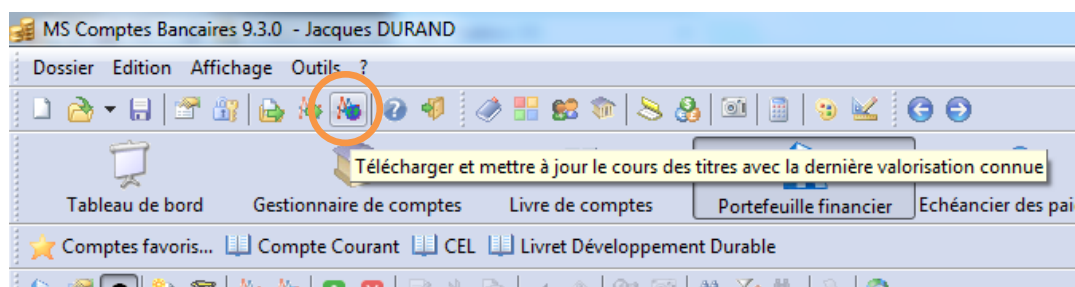 MS Comptes Bancaires 9.3.0 - Jacques DURAND
Dossier Edition Affichage Outils ?
Télécharger et mettre à jour le cours des titres avec la dernière valorisation connue
Tableau de bord Gestionnaire de comptes Livre de comptes Portefeuille financier Echéancier des pai
Comptes favoris... Compte Courant CEL Livret Développement Durable